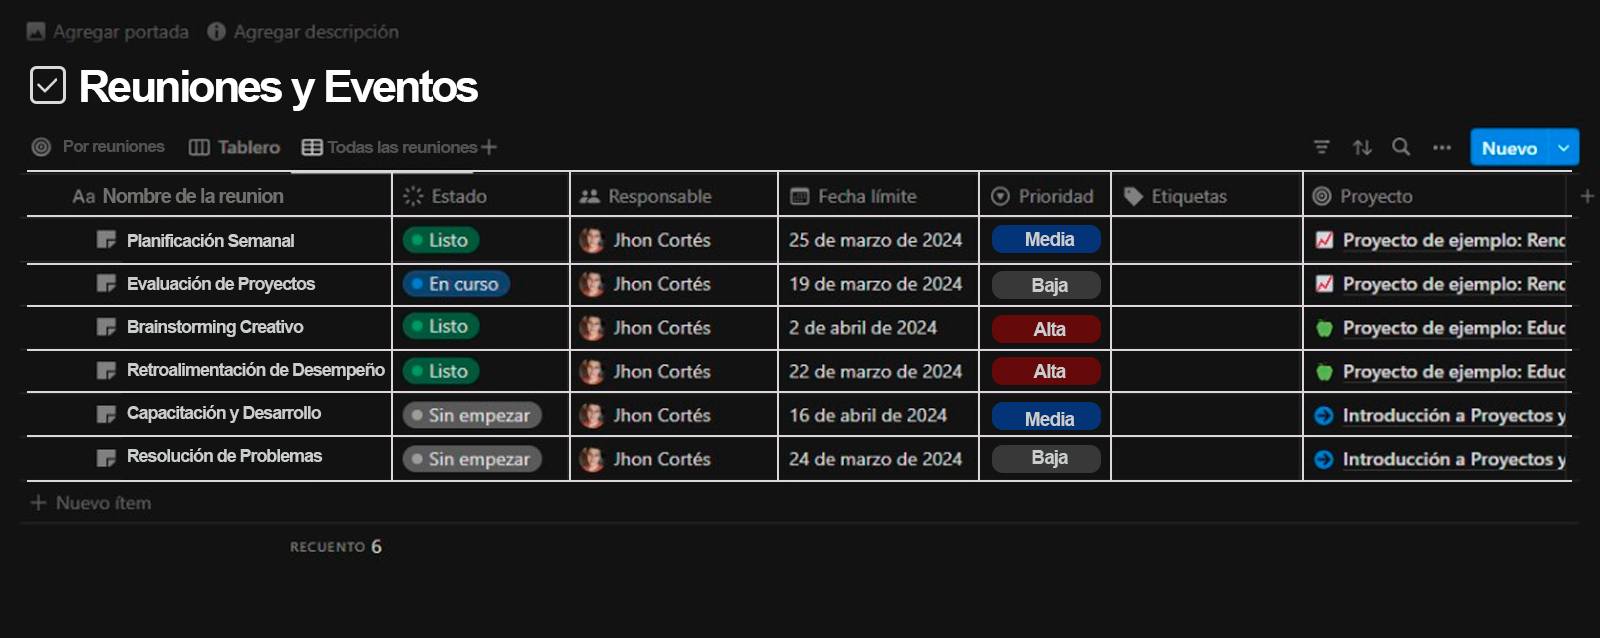 Agregar portada Agregar descripción
Reuniones y Eventos
Por reuniones Tablero Todas las reuniones Nuevo
Aa Nombre de la reunion Estado Responsable Fecha límite Prioridad Etiquetas Proyecto
Planificación Semanal Listo Jhon Cortés 25 de marzo de 2024 Media Proyecto de ejemplo: Renc
Evaluación de Proyectos En curso Jhon Cortés 19 de marzo de 2024 Baja Proyecto de ejemplo: Renc
Brainstorming Creativo Listo Jhon Cortés 2 de abril de 2024 Alta Proyecto de ejemplo: Educ
Retroalimentación de Desempeño Listo Jhon Cortés 22 de marzo de 2024 Alta Proyecto de ejemplo: Educ
Capacitación y Desarrollo Sin empezar Jhon Cortés 16 de abril de 2024 Media Introducción a Proyectos y
Resolución de Problemas Sin empezar Jhon Cortés 24 de marzo de 2024 Baja Introducción a Proyectos y
Nuevo ítem
RECUENTO 6